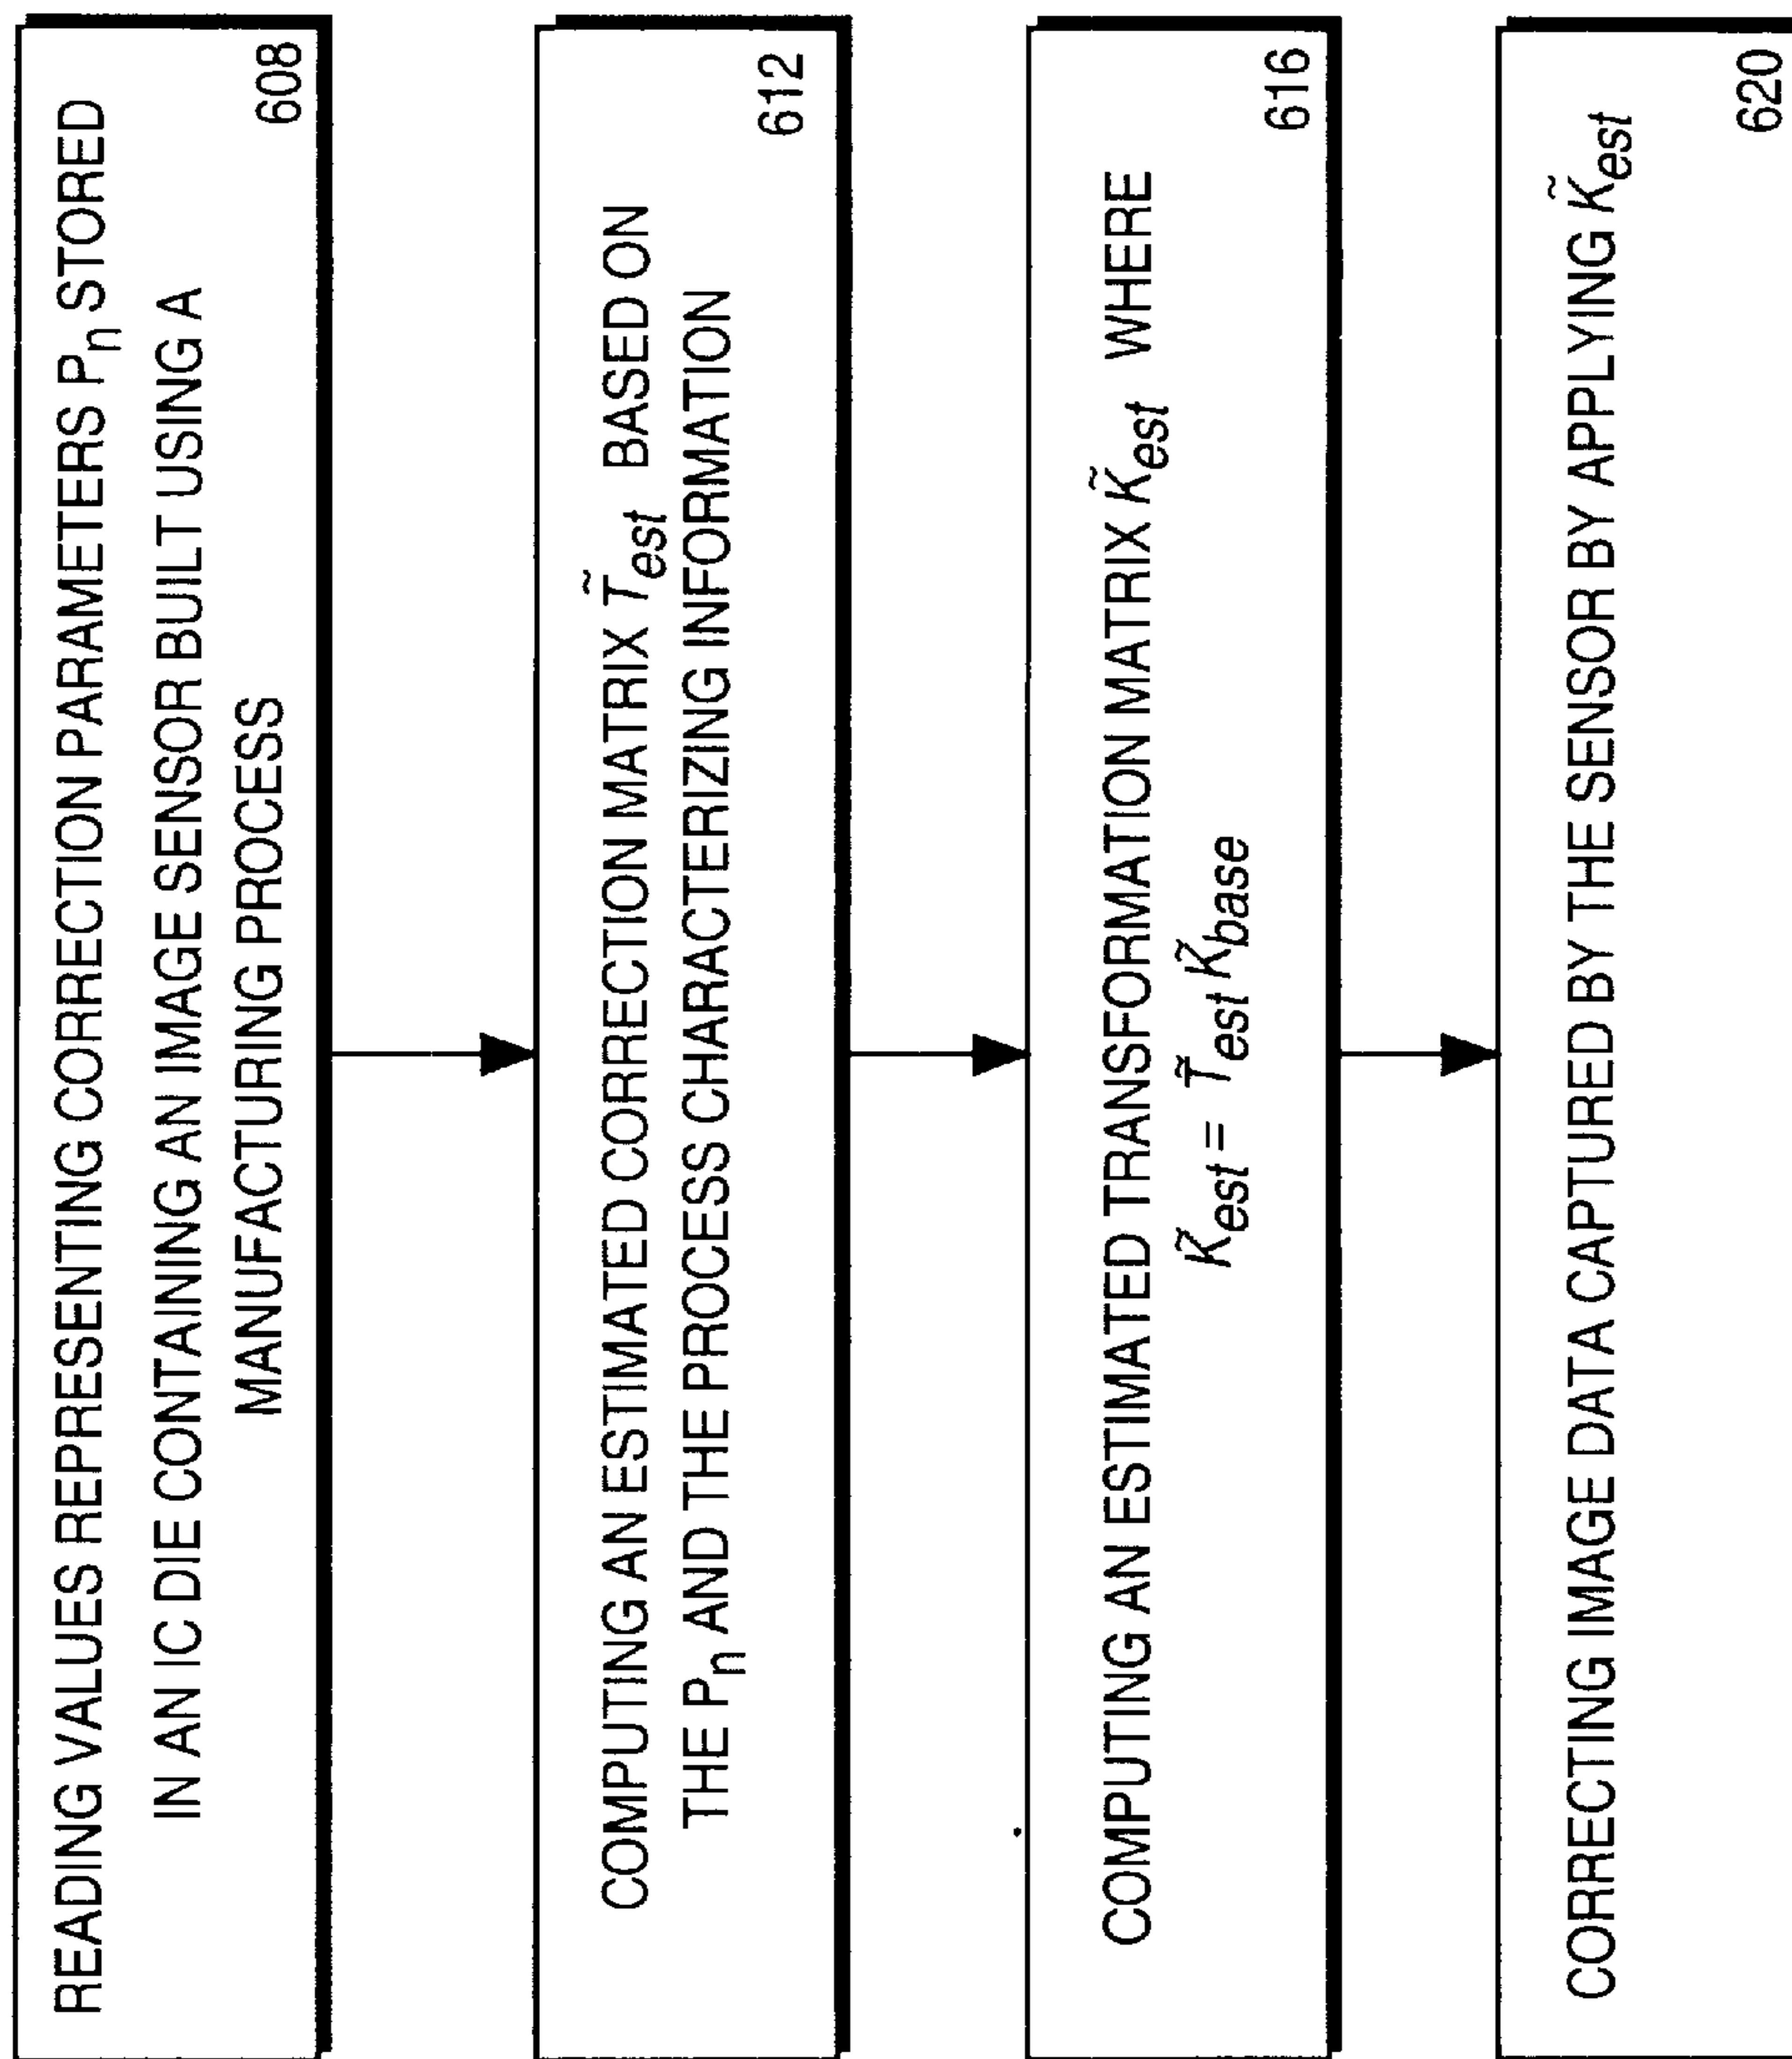 READING VALUES REPRESENTING CORRECTION PARAMETERS Pₙ STORED
IN AN IC DIE CONTAINING AN IMAGE SENSOR BUILT USING A
MANUFACTURING PROCESS
608
COMPUTING AN ESTIMATED CORRECTION MATRIX T̃est BASED ON
THE Pₙ AND THE PROCESS CHARACTERIZING INFORMATION
612
COMPUTING AN ESTIMATED TRANSFORMATION MATRIX K̃est WHERE
K̃est = T̃est K̃base
616
CORRECTING IMAGE DATA CAPTURED BY THE SENSOR BY APPLYING K̃est
620